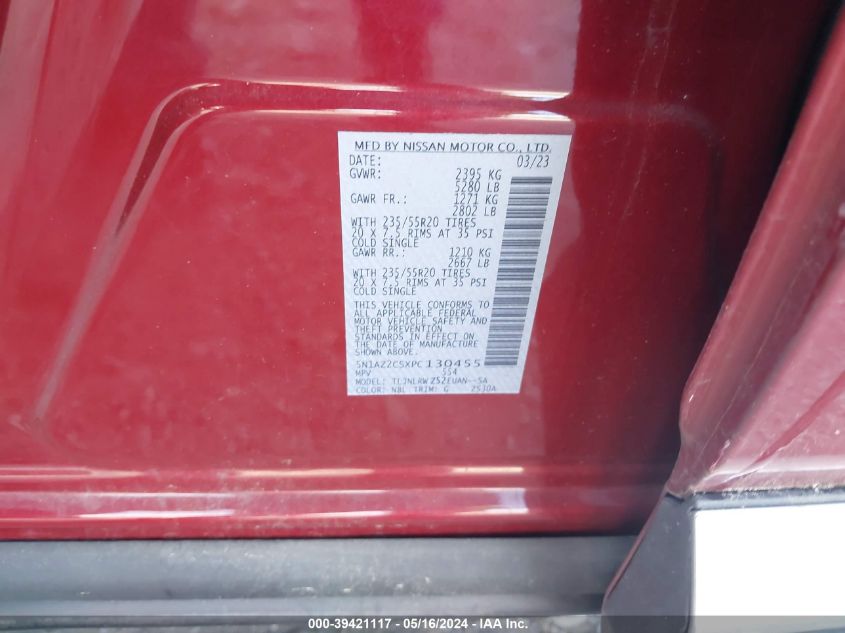 MFD BY NISSAN MOTOR CO., LTD.
DATE: 03/23
GVWR: 2395 KG
5280 LB
GAWR FR.: 1271 KG
2802 LB
WITH 235/55R20 TIRES
20 X 7.5 RIMS AT 35 PSI
COLD SINGLE
GAWR RR.: 1210 KG
2667 LB
WITH 235/55R20 TIRES
20 X 7.5 RIMS AT 35 PSI
COLD SINGLE
THIS VEHICLE CONFORMS TO
ALL APPLICABLE FEDERAL
MOTOR VEHICLE SAFETY AND
THEFT PREVENTION
STANDARDS IN EFFECT ON
THE DATE OF MANUFACTURE
SHOWN ABOVE.
5N1AZ2CSXPC130455
MPV 554
MODEL: TLJNLRWZ52EUAN--SA
COLOR: NBL TRIM: G 2530A
000-39421117 - 05/16/2024 - IAA, Inc.